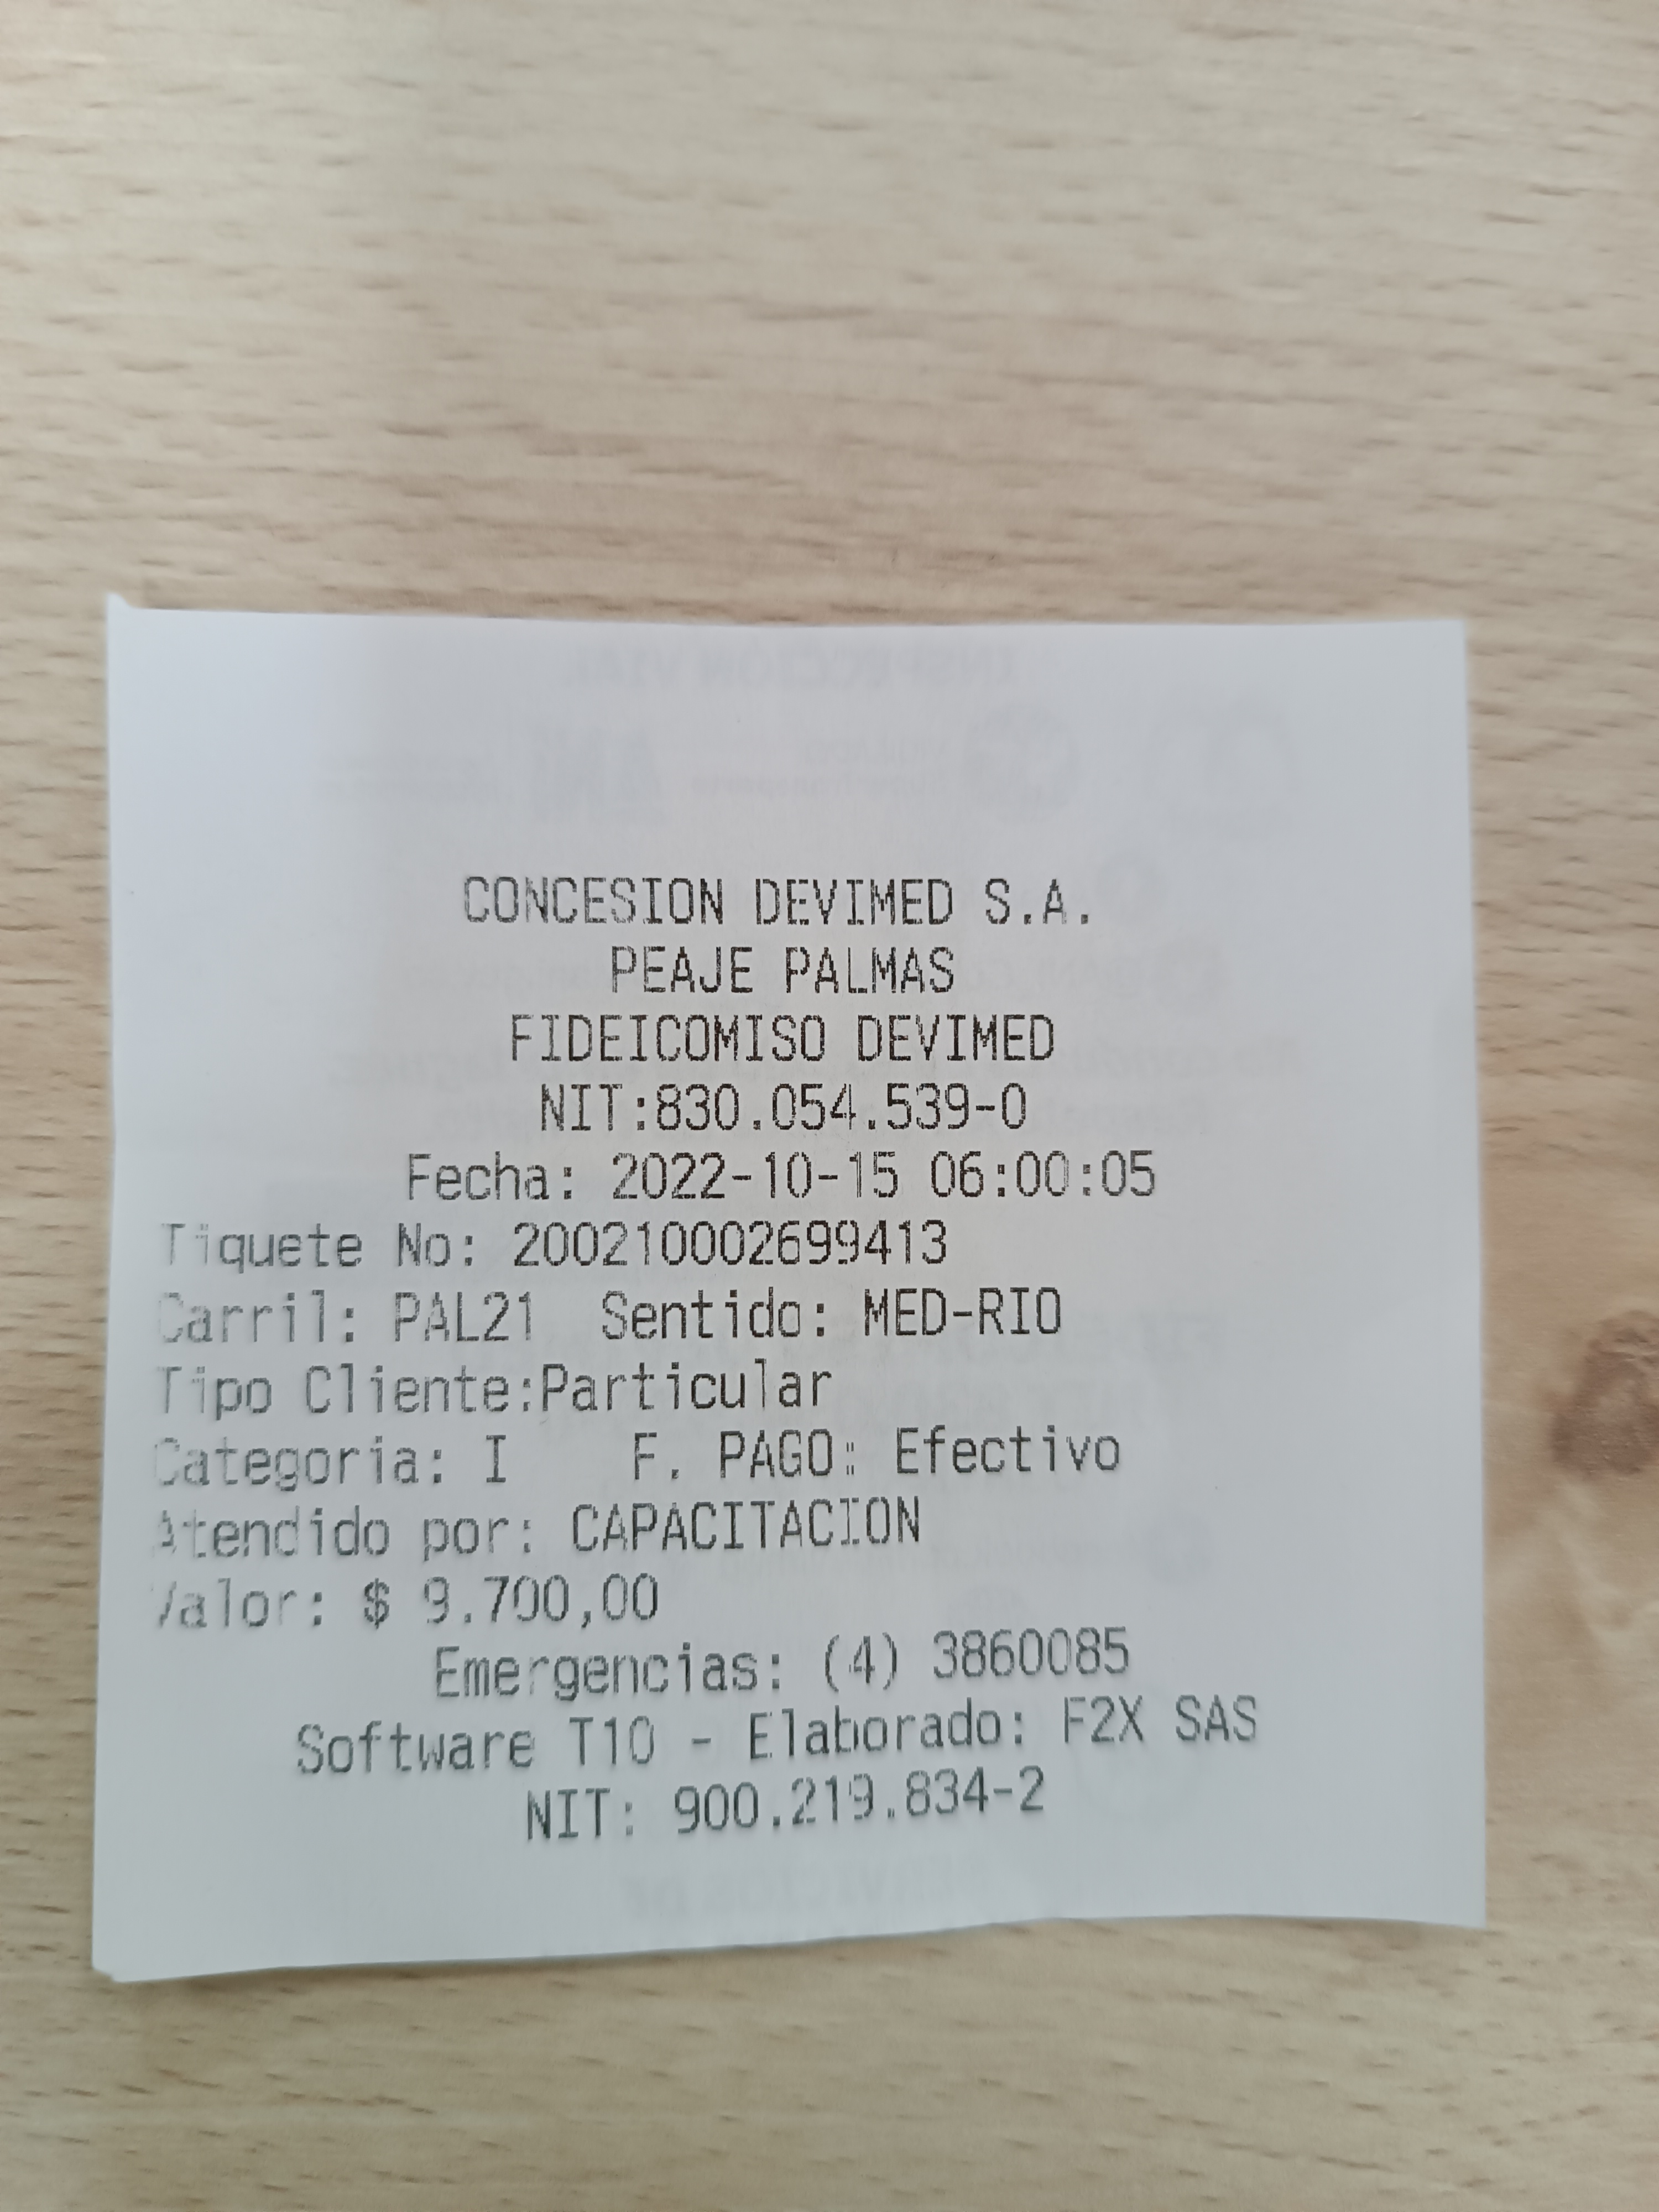 CONCESION DEVIMED S.A.
PEAJE PALMAS
FIDEICOMISO DEVIMED
NIT:830.054.539-0
Fecha: 2022-10-15 06:00:05
Tiquete No: 200210002699413
Carril: PAL21 Sentido: MED-RIO
Tipo Cliente:Particular
Categoria: I F. PAGO: Efectivo
Atendido por: CAPACITACION
Valor: $ 9.700,00
Emergencias: (4) 3860085
Software T10 - Elaborado: F2X SAS
NIT: 900.219.834-2